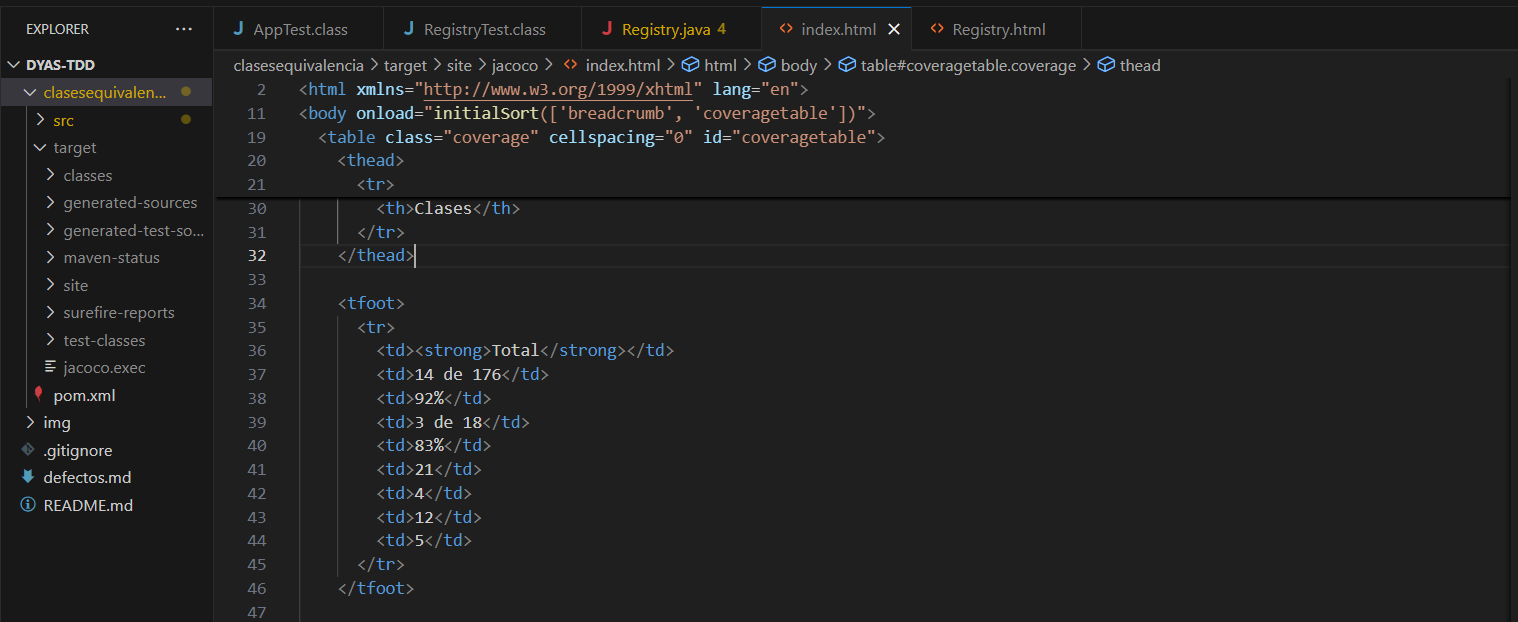 EXPLORER ···
DYAS-TDD
clasesequivalen...
src
target
classes
generated-sources
generated-test-so...
maven-status
site
surefire-reports
test-classes
jacoco.exec
pom.xml
img
.gitignore
defectos.md
README.md
J AppTest.class J RegistryTest.class J Registry.java 4 <> index.html × <> Registry.html
clasesequivalencia > target > site > jacoco > <> index.html > html > body > table#coveragetable.coverage > thead
2 <html xmlns="http://www.w3.org/1999/xhtml" lang="en">
11 <body onload="initialSort(['breadcrumb', 'coveragetable'])">
19 <table class="coverage" cellspacing="0" id="coveragetable">
20 <thead>
21 <tr>
30 <th>Clases</th>
31 </tr>
32 </thead>
33
34 <tfoot>
35 <tr>
36 <td><strong>Total</strong></td>
37 <td>14 de 176</td>
38 <td>92%</td>
39 <td>3 de 18</td>
40 <td>83%</td>
41 <td>21</td>
42 <td>4</td>
43 <td>12</td>
44 <td>5</td>
45 </tr>
46 </tfoot>
47